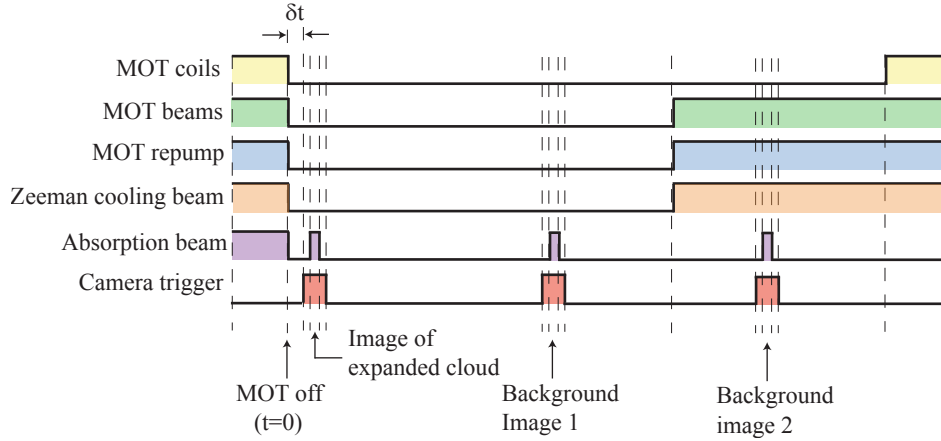 δt
MOT coils
MOT beams
MOT repump
Zeeman cooling beam
Absorption beam
Camera trigger
Image of
expanded cloud
MOT off
(t=0)
Background
Image 1
Background
image 2